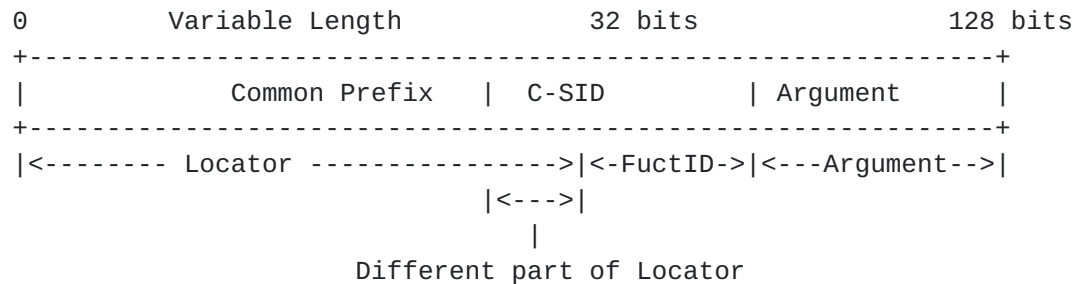 0         Variable Length            32 bits                128 bits
+-------------------------------------------------------------+
|             Common Prefix   |  C-SID         | Argument      |
+-------------------------------------------------------------+
|<-------- Locator ---------------->|<-FuctID->|<---Argument-->|
                              |<--->|
                                 |
                      Different part of Locator